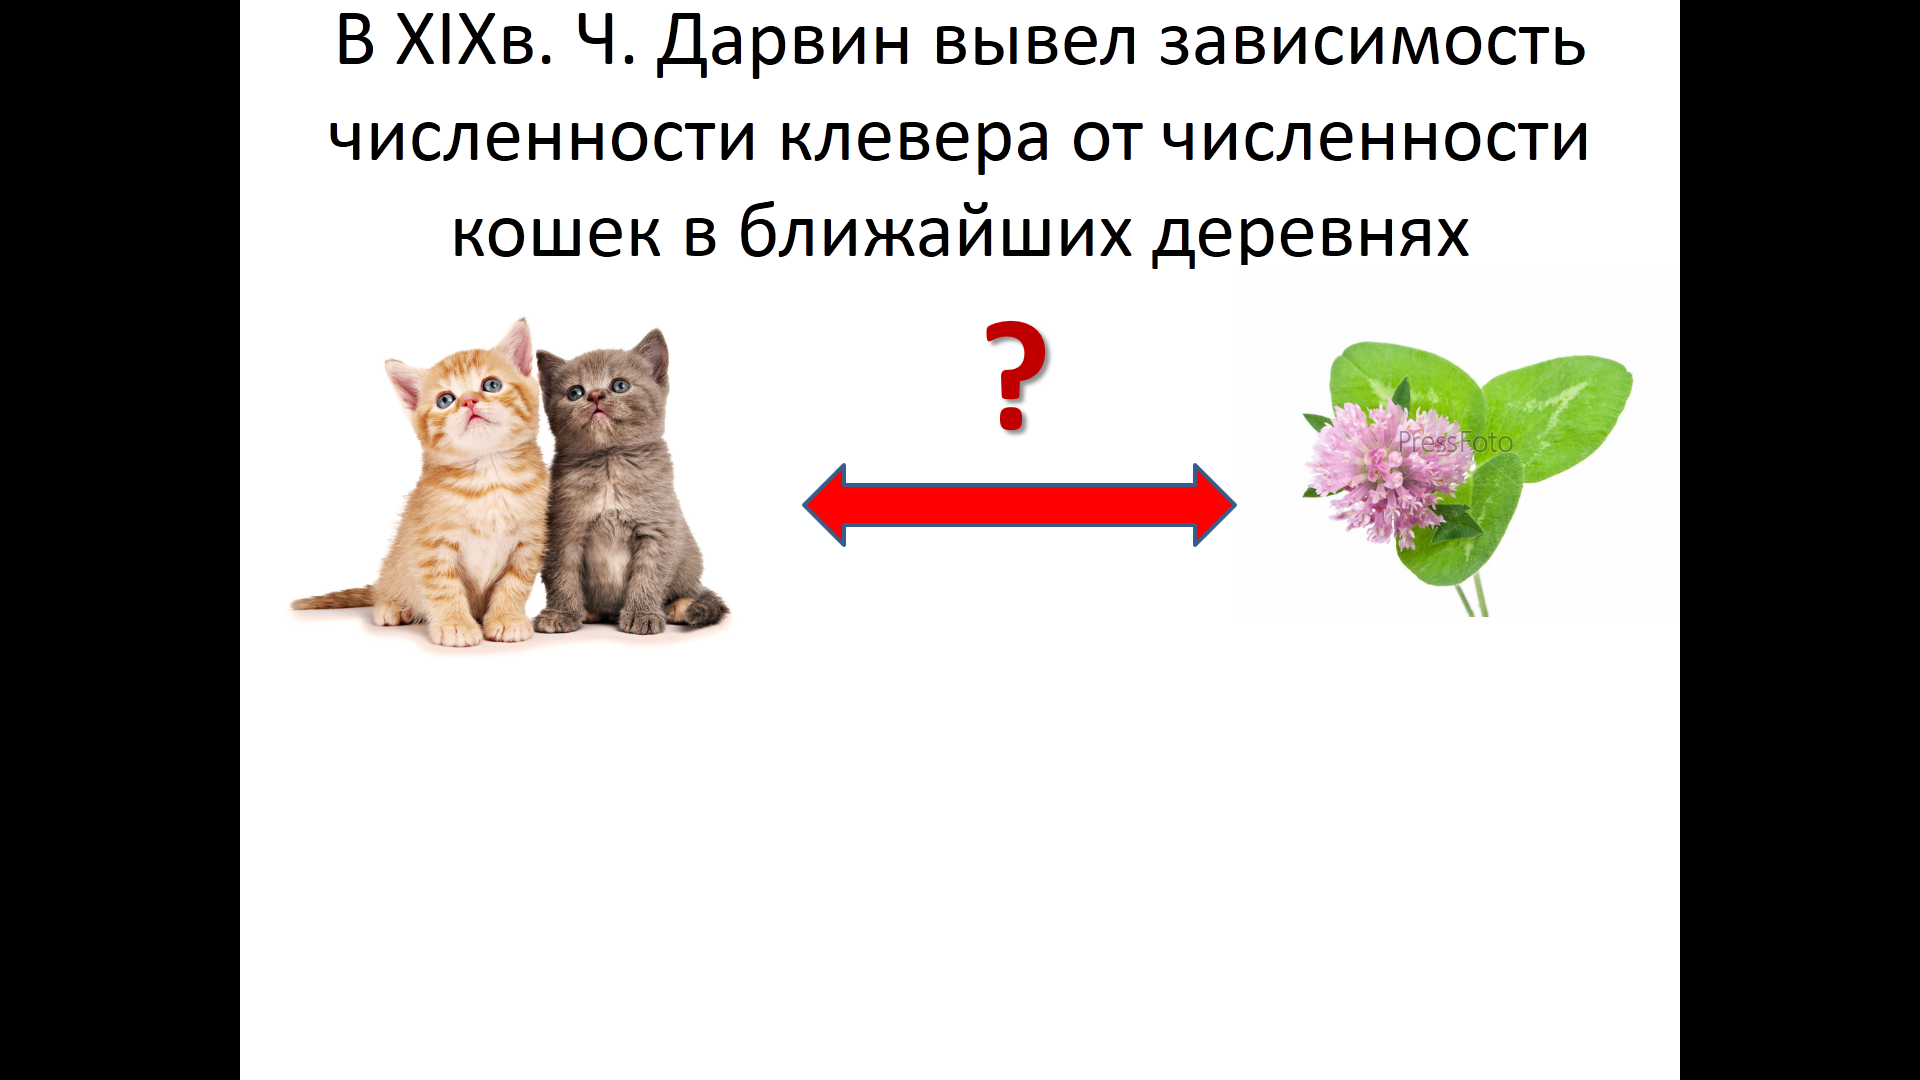 В XIXв. Ч. Дарвин вывел зависимость
численности клевера от численности
кошек в ближайших деревнях
?
PressFoto